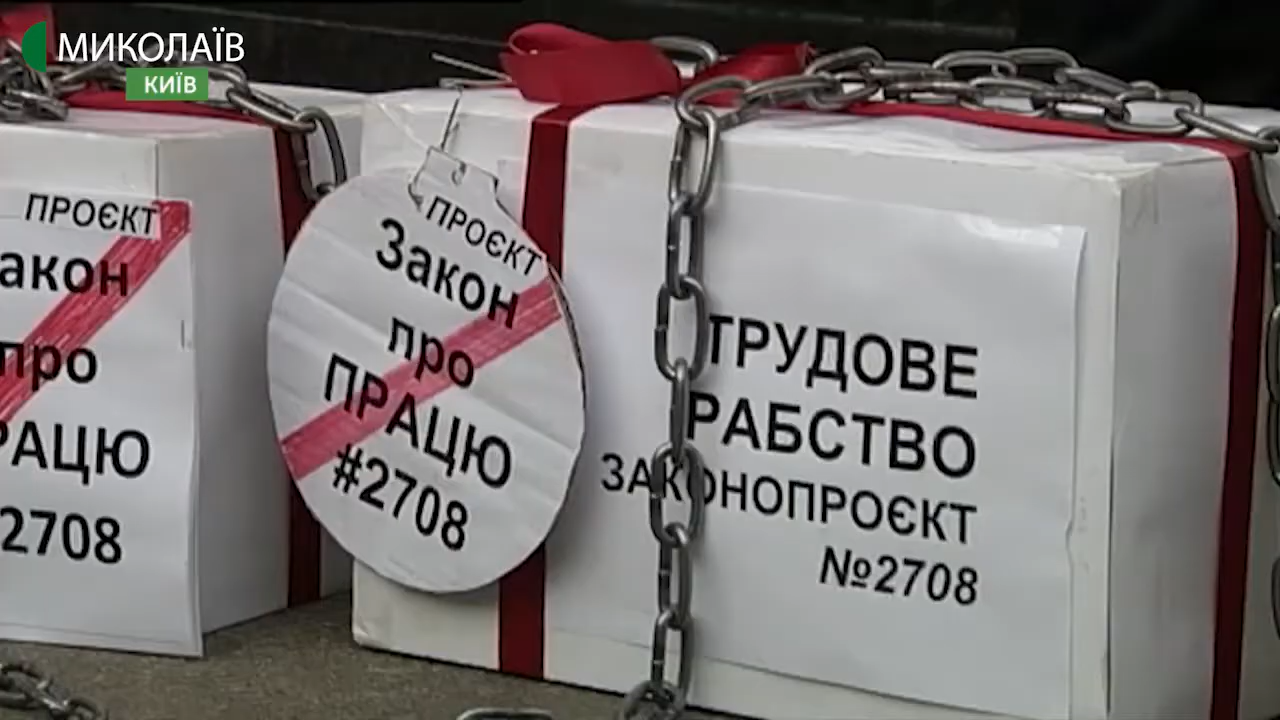 МИКОЛАЇВ
КИЇВ
ПРОЄКТ
акон
про
РАЦЮ
2708
ПРОЄКТ
Закон
про
ПРАЦЮ
#2708
ТРУДОВЕ
РАБСТВО
ЗАКОНОПРОЄКТ
№2708